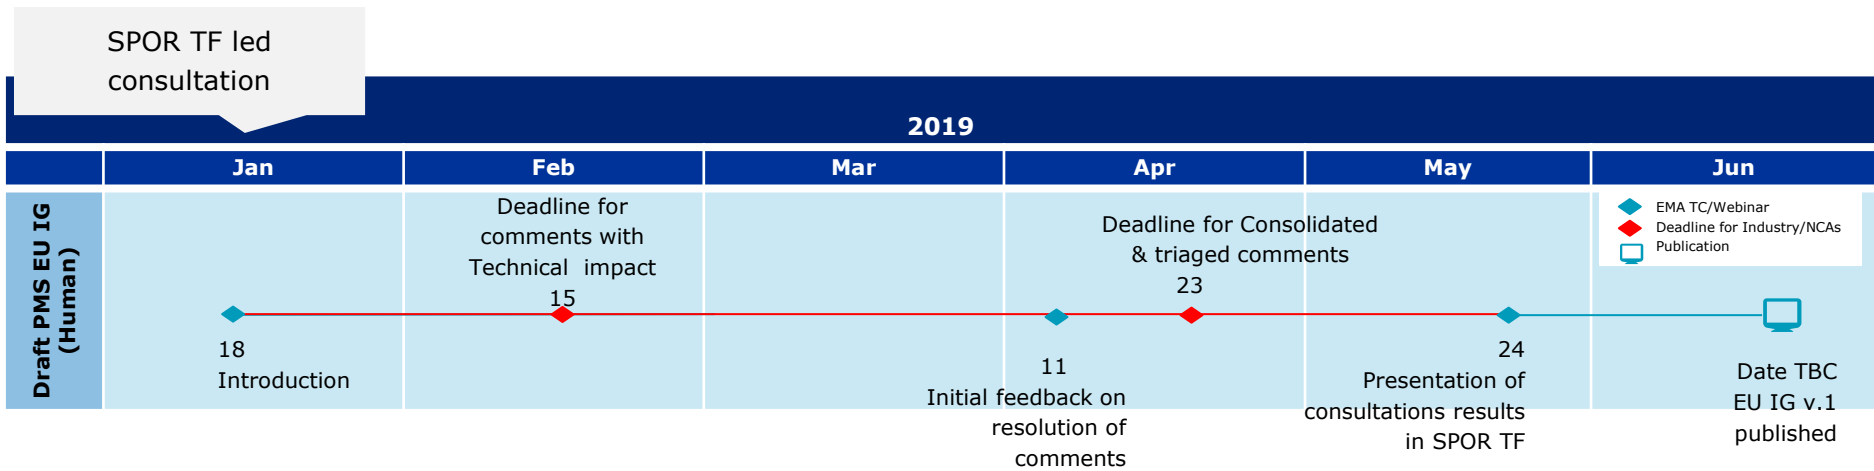 SPOR TF led
consultation
2019
Jan
Feb
Mar
Apr
May
Jun
Draft PMS EU IG
(Human)
Deadline for
comments with
Technical impact
15
Deadline for Consolidated
& triaged comments
23
EMA TC/Webinar
Deadline for Industry/NCAs
Publication
18
Introduction
11
Initial feedback on
resolution of
comments
24
Presentation of
consultations results
in SPOR TF
Date TBC
EU IG v.1
published